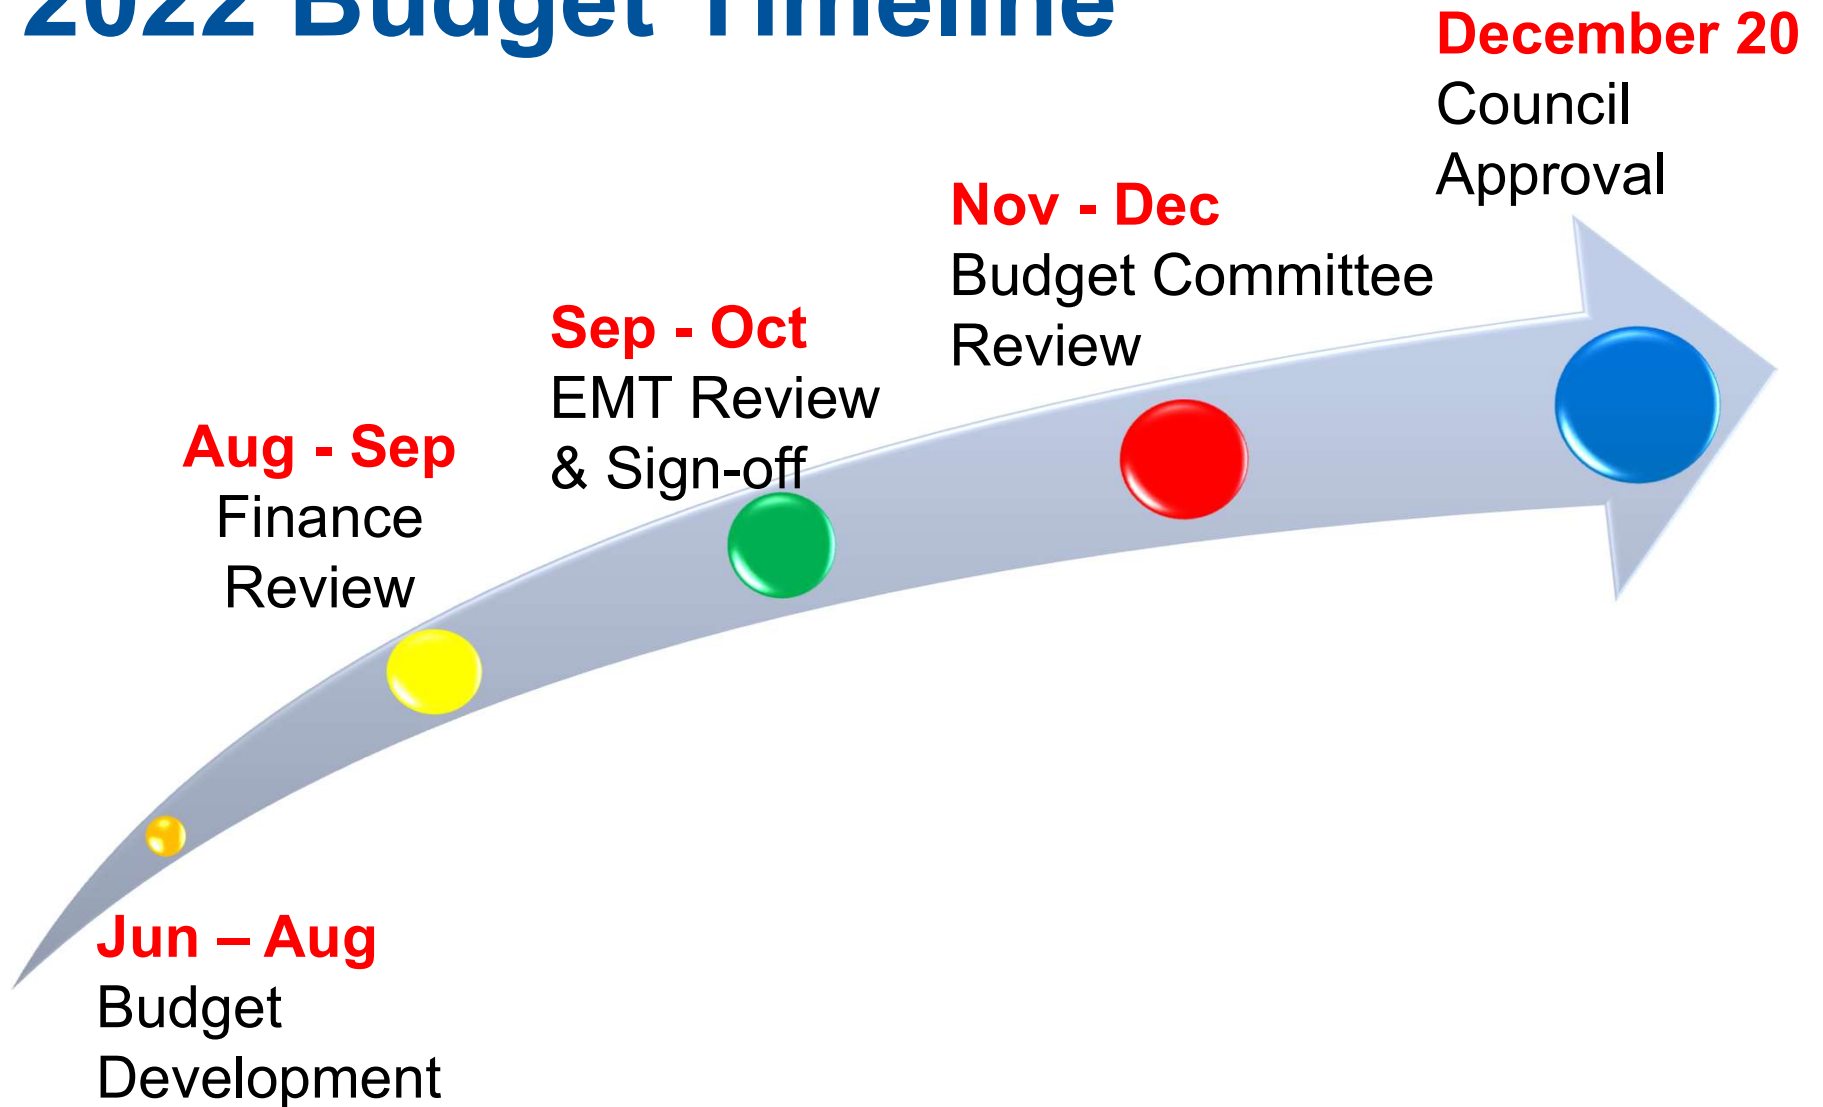 2022 Budget Timeline
December 20
Council
Approval
Nov - Dec
Budget Committee
Review
Sep - Oct
EMT Review
& Sign-off
Aug - Sep
Finance
Review
Jun – Aug
Budget
Development